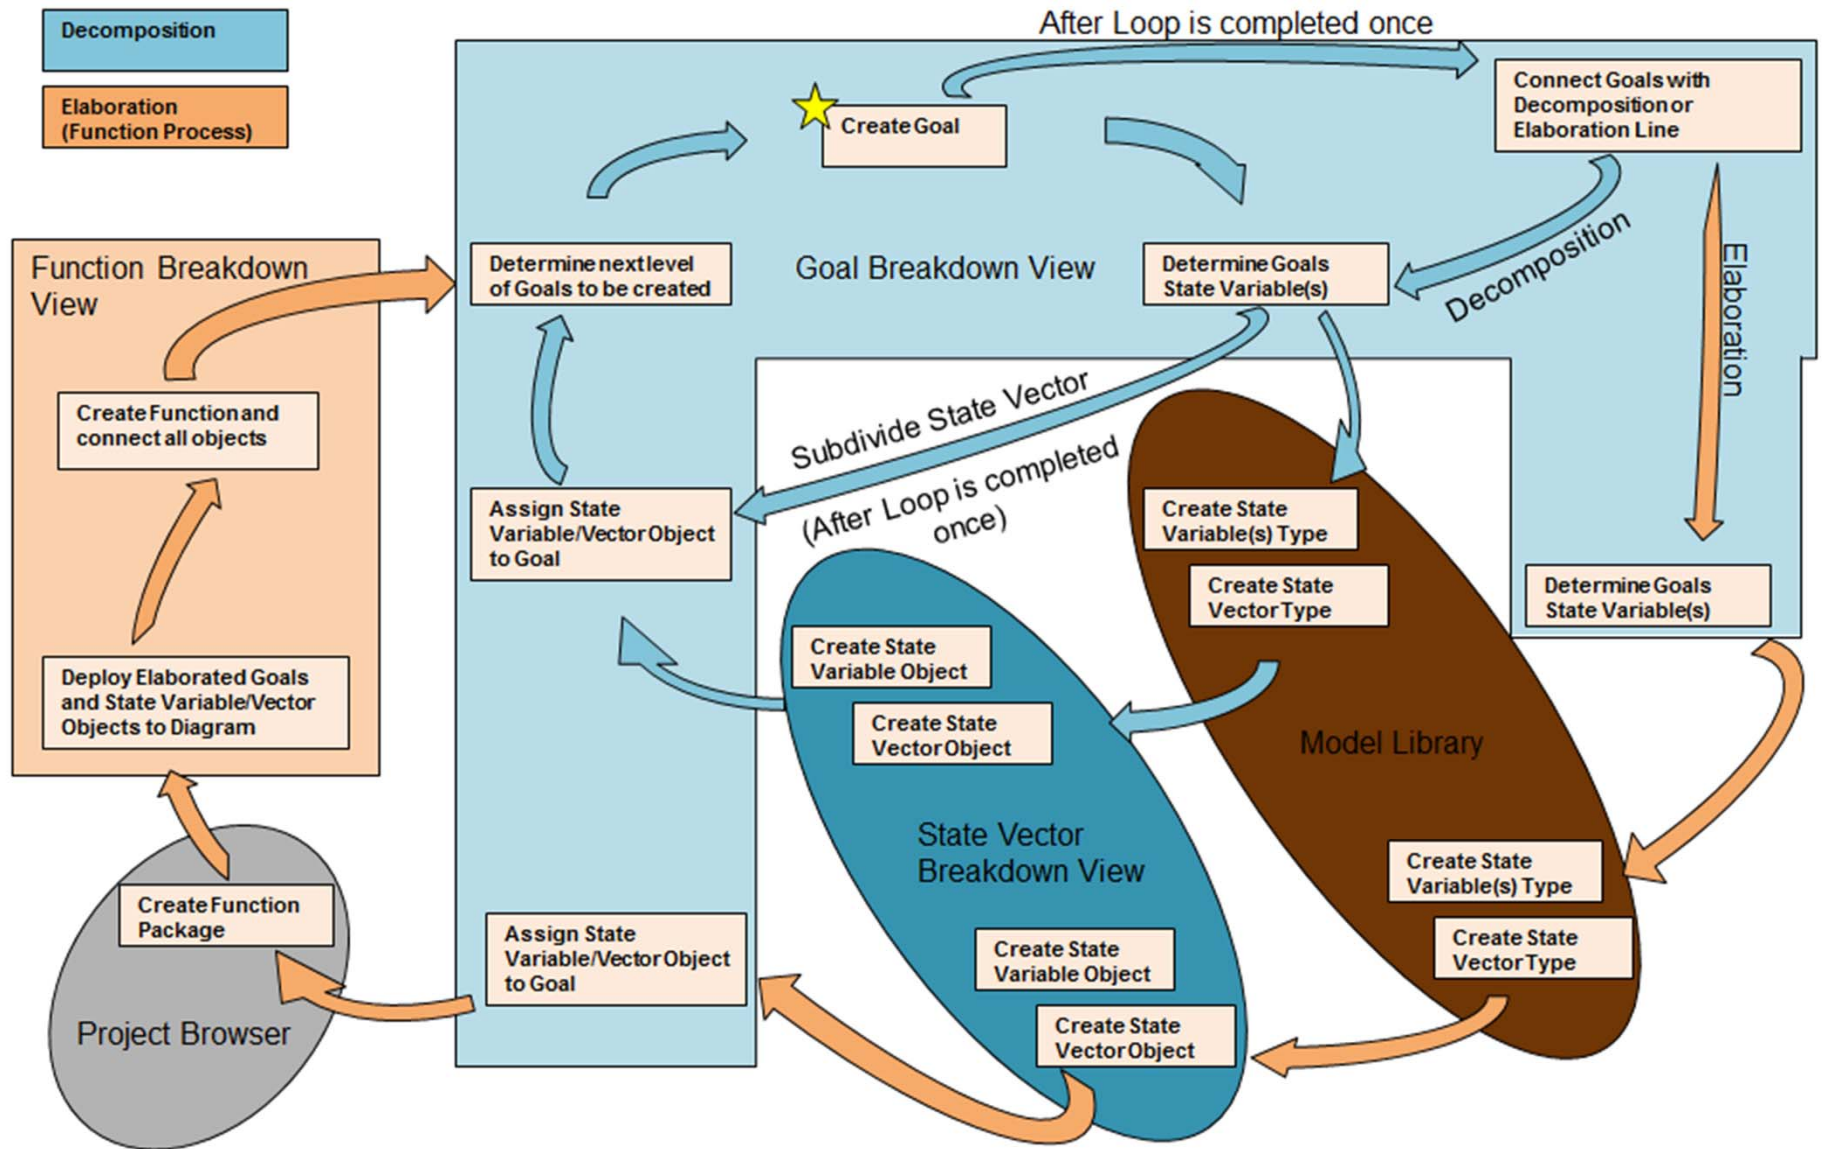 Decomposition
Elaboration
(Function Process)
After Loop is completed once
Create Goal
Connect Goals with
Decomposition or
Elaboration Line
Function Breakdown
View
Determine next level
of Goals to be created
Goal Breakdown View
Determine Goals
State Variable(s)
Decomposition
Elaboration
Create Function and
connect all objects
Subdivide State Vector
(After Loop is completed
once)
Assign State
Variable/Vector Object
to Goal
Create State
Variable(s) Type
Create State
Vector Type
Determine Goals
State Variable(s)
Create State
Variable Object
Create State
Vector Object
Deploy Elaborated Goals
and State Variable/Vector
Objects to Diagram
Model Library
State Vector
Breakdown View
Create State
Variable(s) Type
Create State
Vector Type
Create Function
Package
Assign State
Variable/Vector Object
to Goal
Create State
Variable Object
Create State
Vector Object
Project Browser